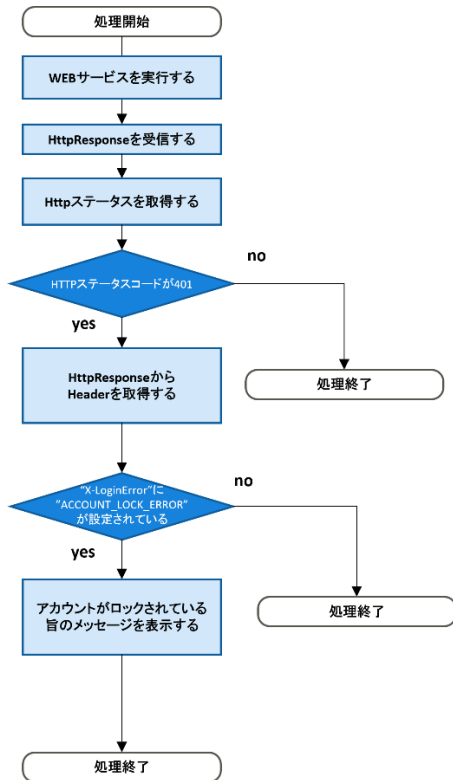 処理開始
WEBサービスを実行する
HttpResponseを受信する
Httpステータスを取得する
no
HTTPステータスコードが401
yes
HttpResponseから
Headerを取得する
処理終了
no
"X-LoginError"に
"ACCOUNT_LOCK_ERROR"
が設定されている
yes
アカウントがロックされている
旨のメッセージを表示する
処理終了
処理終了